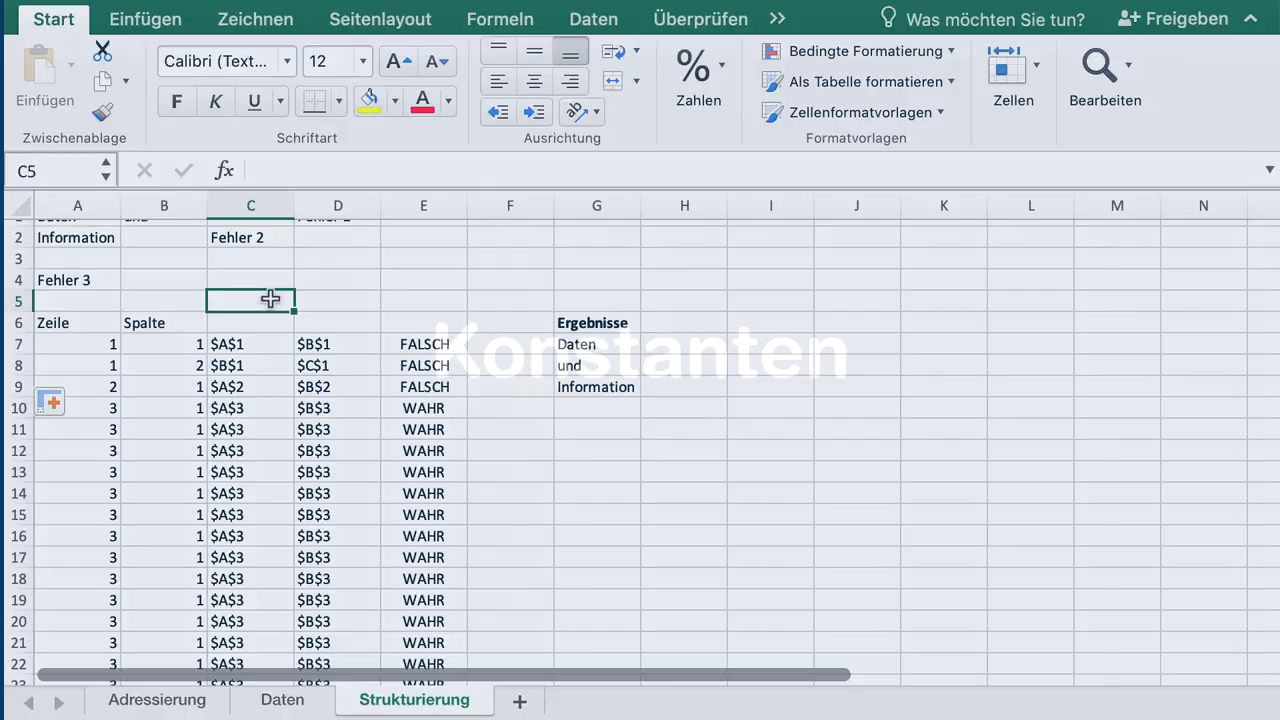 Start Einfügen Zeichnen Seitenlayout Formeln Daten Überprüfen >> Was möchten Sie tun? Freigeben
Einfügen
Zwischenablage
Calibri (Text... 12
F K U
Schriftart
Ausrichtung
%
Zahlen
Bedingte Formatierung
Als Tabelle formatieren
Zellenformatvorlagen
Formatvorlagen
Zellen
Bearbeiten
C5 fx
A B C D E F G H I J K L M N
2 Information Fehler 2
3
4 Fehler 3
5
6 Zeile Spalte Ergebnisse
7 1 1 $A$1 $B$1 FALSCH Daten
8 1 2 $B$1 $C$1 FALSCH und
9 2 1 $A$2 $B$2 FALSCH Information
Konstanten
10 3 1 $A$3 $B$3 WAHR
11 3 1 $A$3 $B$3 WAHR
12 3 1 $A$3 $B$3 WAHR
13 3 1 $A$3 $B$3 WAHR
14 3 1 $A$3 $B$3 WAHR
15 3 1 $A$3 $B$3 WAHR
16 3 1 $A$3 $B$3 WAHR
17 3 1 $A$3 $B$3 WAHR
18 3 1 $A$3 $B$3 WAHR
19 3 1 $A$3 $B$3 WAHR
20 3 1 $A$3 $B$3 WAHR
21 3 1 $A$3 $B$3 WAHR
22 3 1 $A$3 $B$3 WAHR
Adressierung Daten Strukturierung +